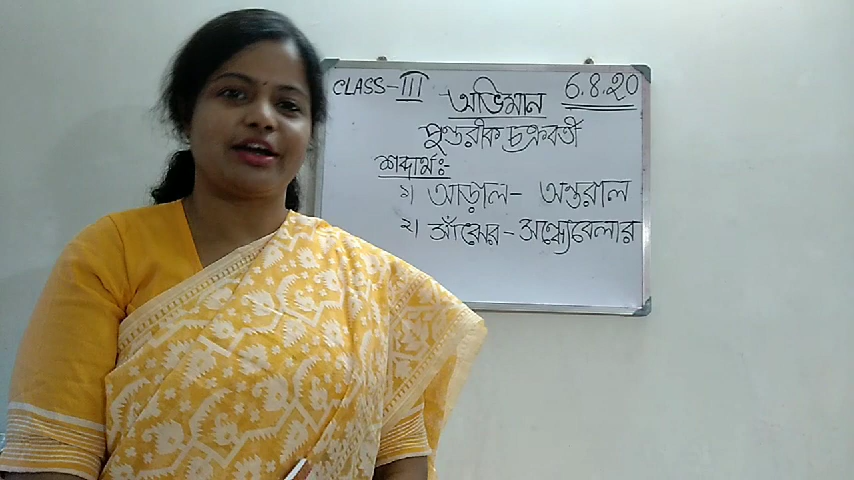 CLASS-III
6.8.20
অভিমান
পুণ্ডরীক চক্রবর্তী
শব্দার্থঃ-
১) আড়াল- অন্তরাল
২) সাঁঝের- সন্ধ্যেবেলার